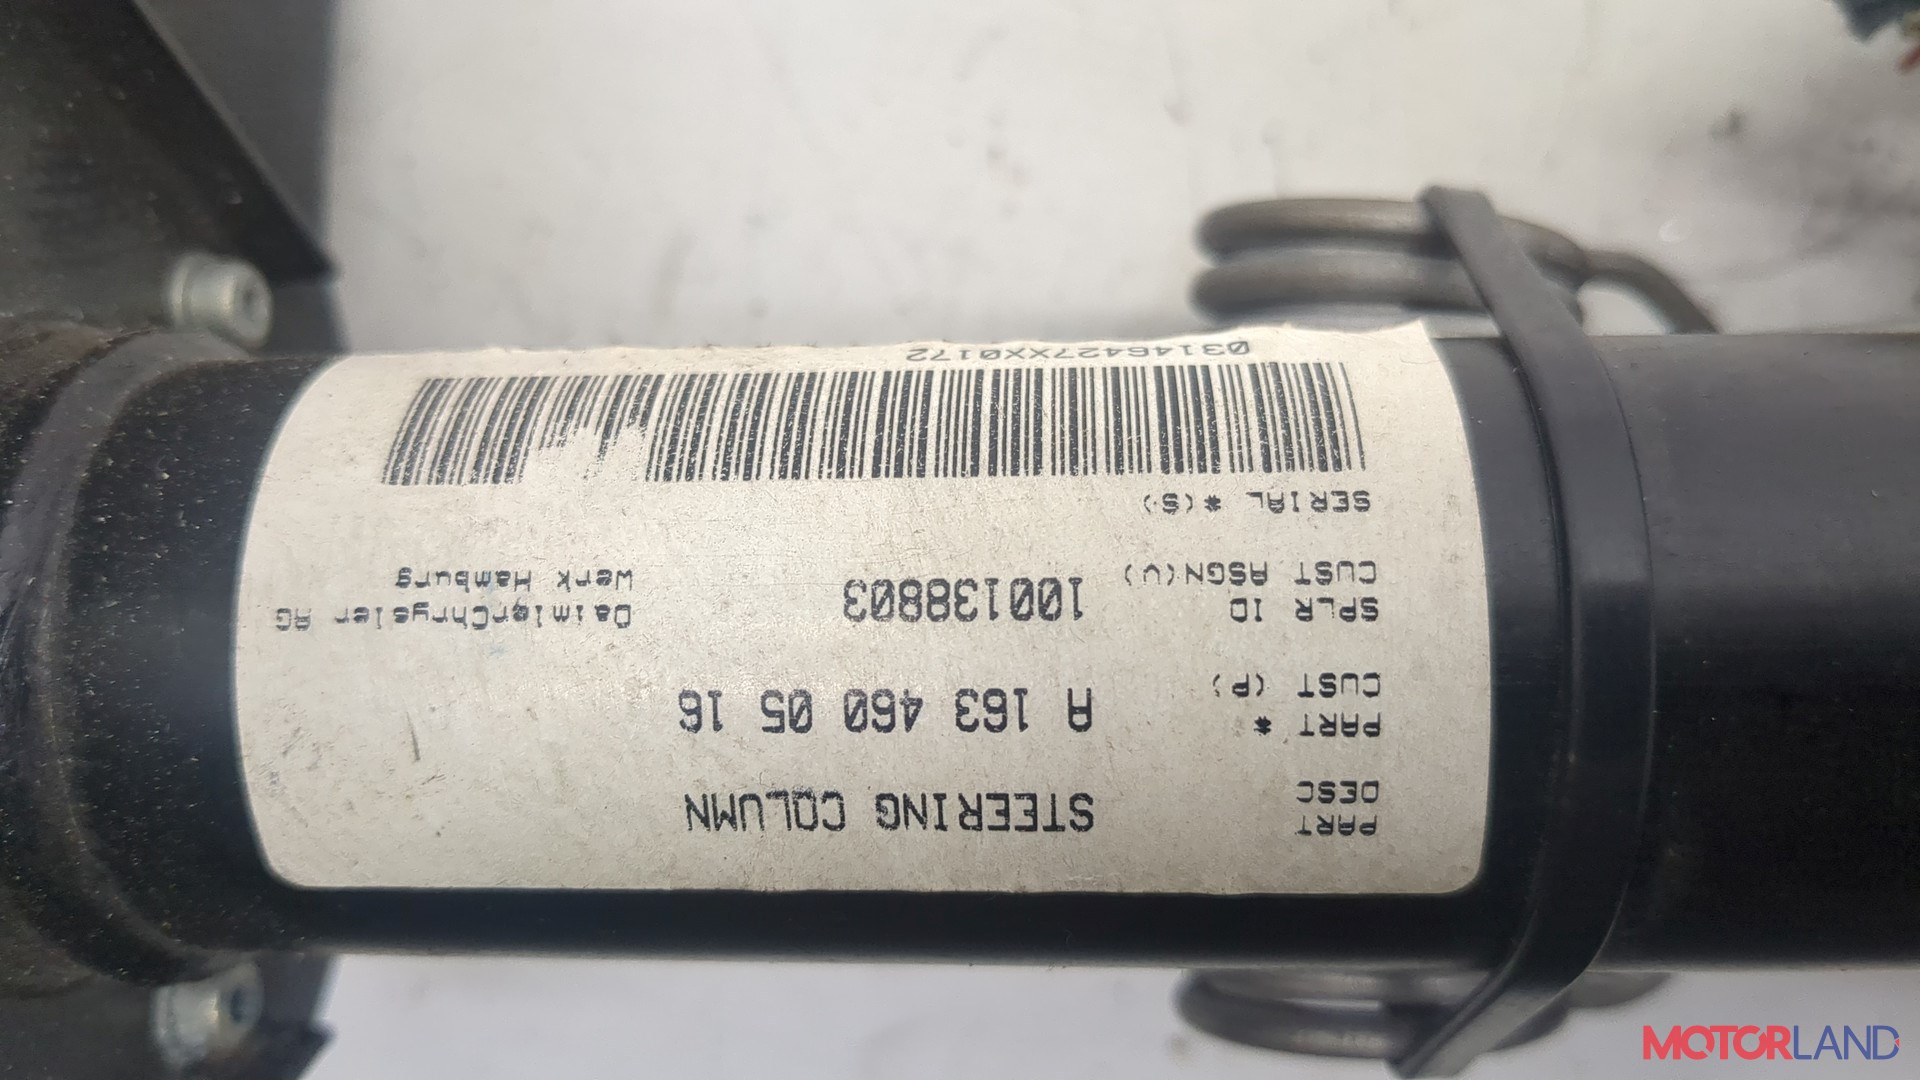 PART DESC STEERING COLUMN
PART * CUST (P) A 163 460 05 16
SPLR ID 100138803 DaimlerChrysler AG
CUST ASGN(V) Werk Hamburg
SERIAL *(S)
03146427XX0172
MOTORLAND